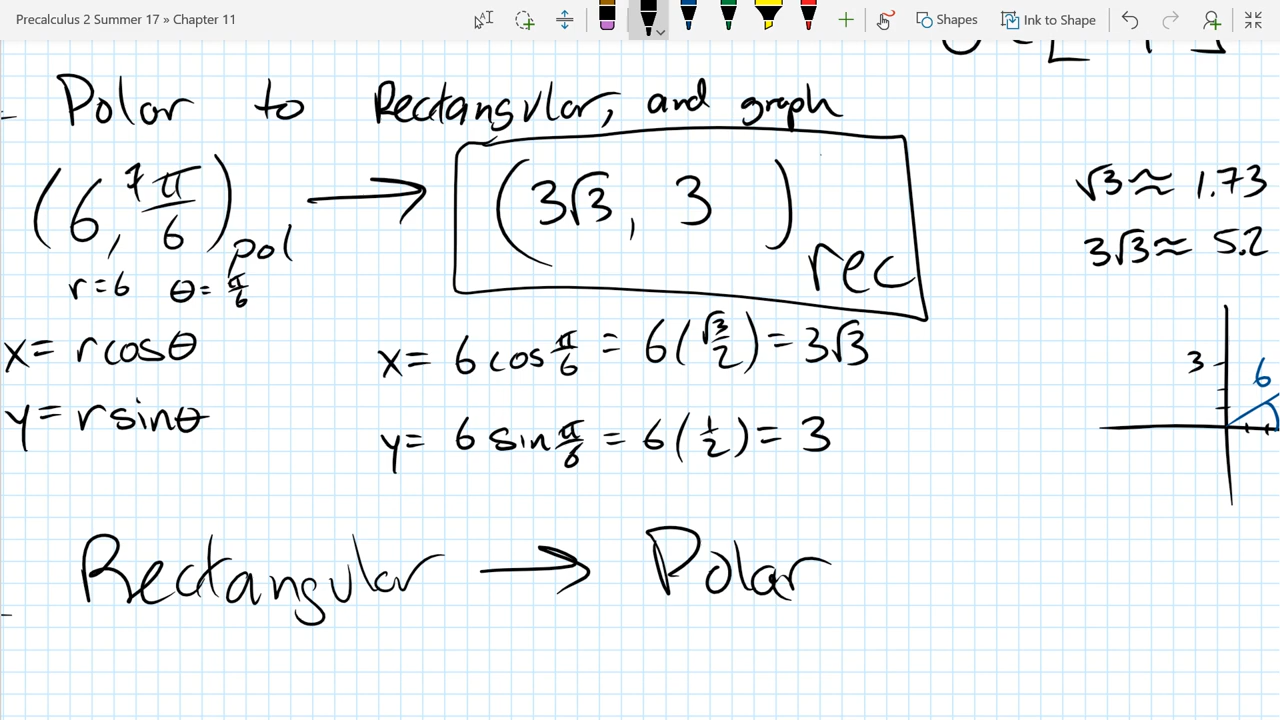 Precalculus 2 Summer 17 » Chapter 11
Shapes
Ink to Shape
Polar to Rectangular, and graph
(6, 7π/6)pol → (3√3, 3)rec
√3 ≈ 1.73
3√3 ≈ 5.2
r=6 θ=π/6
x= rcosθ
x= 6 cos π/6 = 6(√3/2) = 3√3
3
6
y= rsinθ
y= 6 sin π/6 = 6(1/2) = 3
Rectangular → Polar